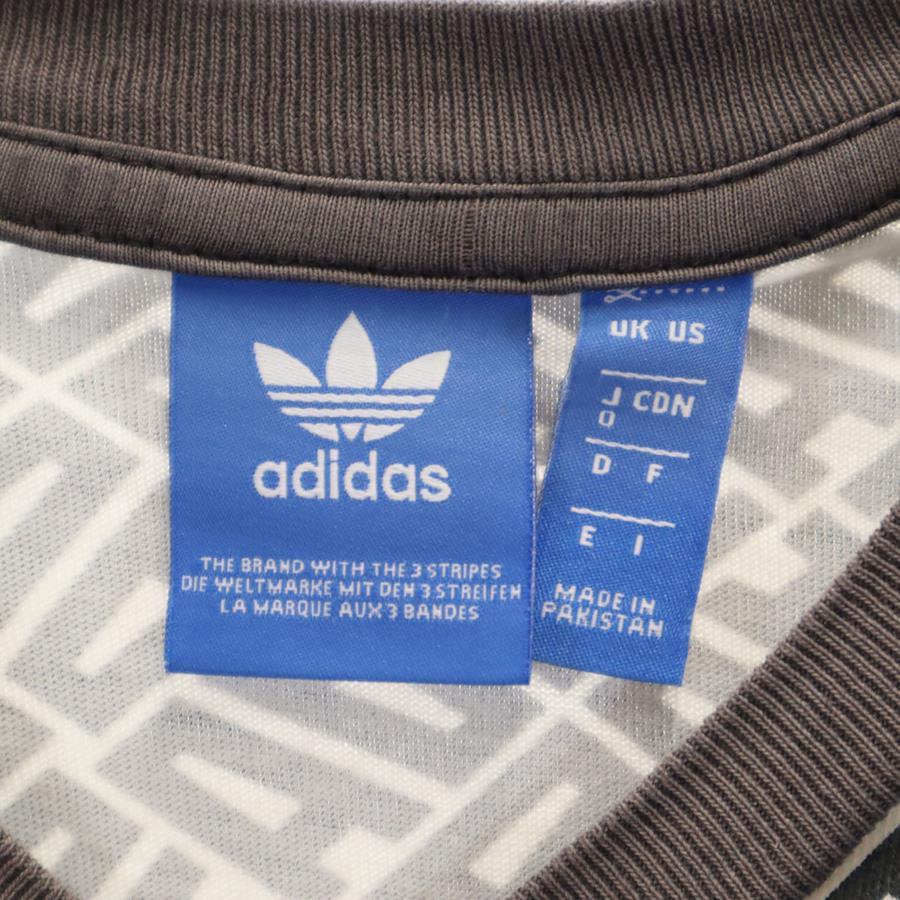 adidas
THE BRAND WITH THE 3 STRIPES
DIE WELTMARKE MIT DEN 3 STREIFEN
LA MARQUE AUX 3 BANDES
UK US
J CDN
O
D F
E I
MADE IN
PAKISTAN